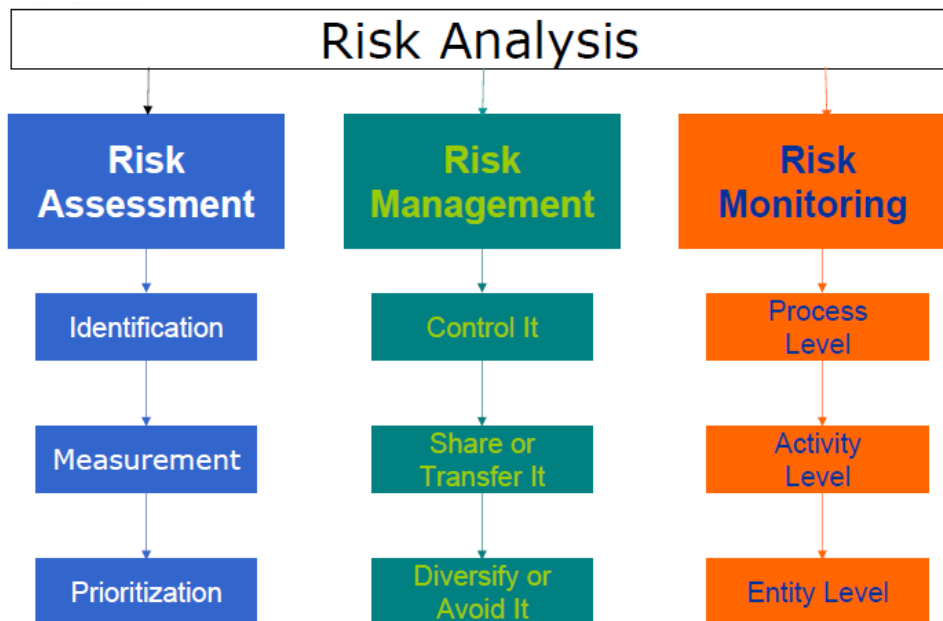 Risk Analysis
Risk
Assessment
Risk
Management
Risk
Monitoring
Identification
Control It
Process
Level
Measurement
Share or
Transfer It
Activity
Level
Prioritization
Diversify or
Avoid It
Entity Level